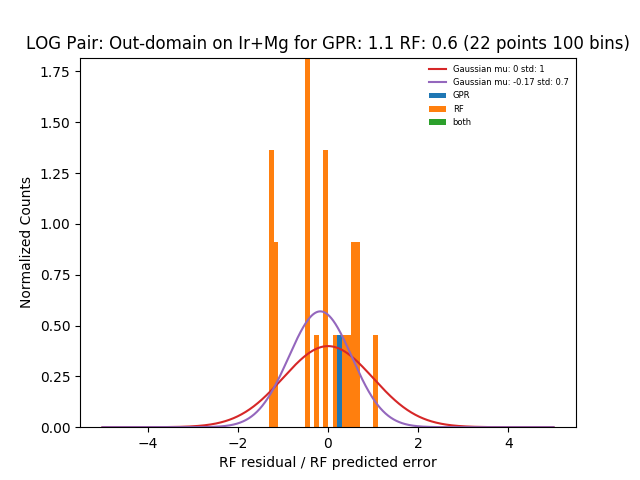 LOG Pair: Out-domain on Ir+Mg for GPR: 1.1 RF: 0.6 (22 points 100 bins)
Gaussian mu: 0 std: 1
Gaussian mu: -0.17 std: 0.7
GPR
RF
both
Normalized Counts
1.75
1.50
1.25
1.00
0.75
0.50
0.25
0.00
−4
−2
0
2
4
RF residual / RF predicted error